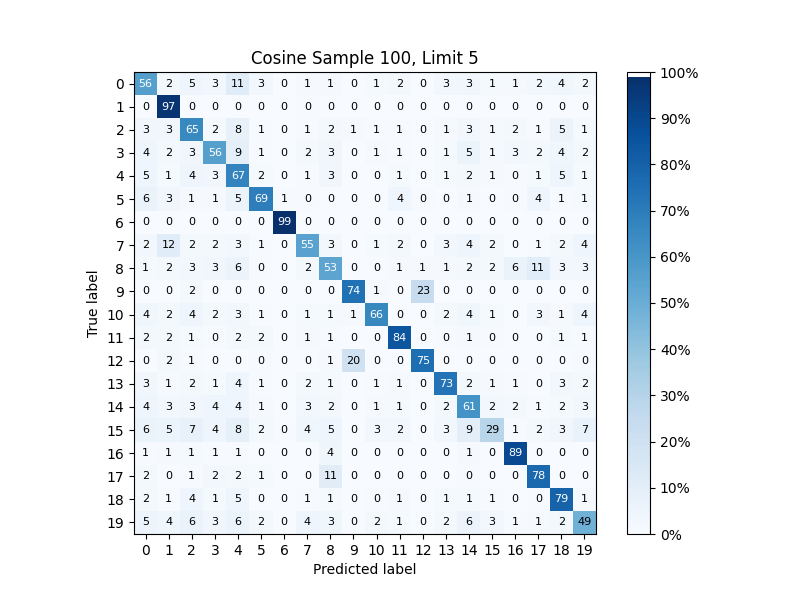 Cosine Sample 100, Limit 5
True label
0 56 2 5 3 11 3 0 1 1 0 1 2 0 3 3 1 1 2 4 2
1 0 97 0 0 0 0 0 0 0 0 0 0 0 0 0 0 0 0 0 0
2 3 3 65 2 8 1 0 1 2 1 1 1 0 1 3 1 2 1 5 1
3 4 2 3 56 9 1 0 2 3 0 1 1 0 1 5 1 3 2 4 2
4 5 1 4 3 67 2 0 1 3 0 0 1 0 1 2 1 0 1 5 1
5 6 3 1 1 5 69 1 0 0 0 0 4 0 0 1 0 0 4 1 1
6 0 0 0 0 0 0 99 0 0 0 0 0 0 0 0 0 0 0 0 0
7 2 12 2 2 3 1 0 55 3 0 1 2 0 3 4 2 0 1 2 4
8 1 2 3 3 6 0 0 2 53 0 0 1 1 1 2 2 6 11 3 3
9 0 0 2 0 0 0 0 0 0 74 1 0 23 0 0 0 0 0 0 0
10 4 2 4 2 3 1 0 1 1 1 66 0 0 2 4 1 0 3 1 4
11 2 2 1 0 2 2 0 1 1 0 0 84 0 0 1 0 0 0 1 1
12 0 2 1 0 0 0 0 0 1 20 0 0 75 0 0 0 0 0 0 0
13 3 1 2 1 4 1 0 2 1 0 1 1 0 73 2 1 1 0 3 2
14 4 3 3 4 4 1 0 3 2 0 1 1 0 2 61 2 2 1 2 3
15 6 5 7 4 8 2 0 4 5 0 3 2 0 3 9 29 1 2 3 7
16 1 1 1 1 0 0 0 0 4 0 0 0 0 0 1 0 89 0 0 0
17 2 0 1 2 2 1 0 0 11 0 0 0 0 0 0 0 0 78 0 0
18 2 1 4 1 5 0 0 1 1 0 0 1 0 1 1 1 0 0 79 1
19 5 4 6 3 6 2 0 4 3 0 2 1 0 2 6 3 1 1 2 49
0 1 2 3 4 5 6 7 8 9 10 11 12 13 14 15 16 17 18 19
Predicted label
100%
90%
80%
70%
60%
50%
40%
30%
20%
10%
0%